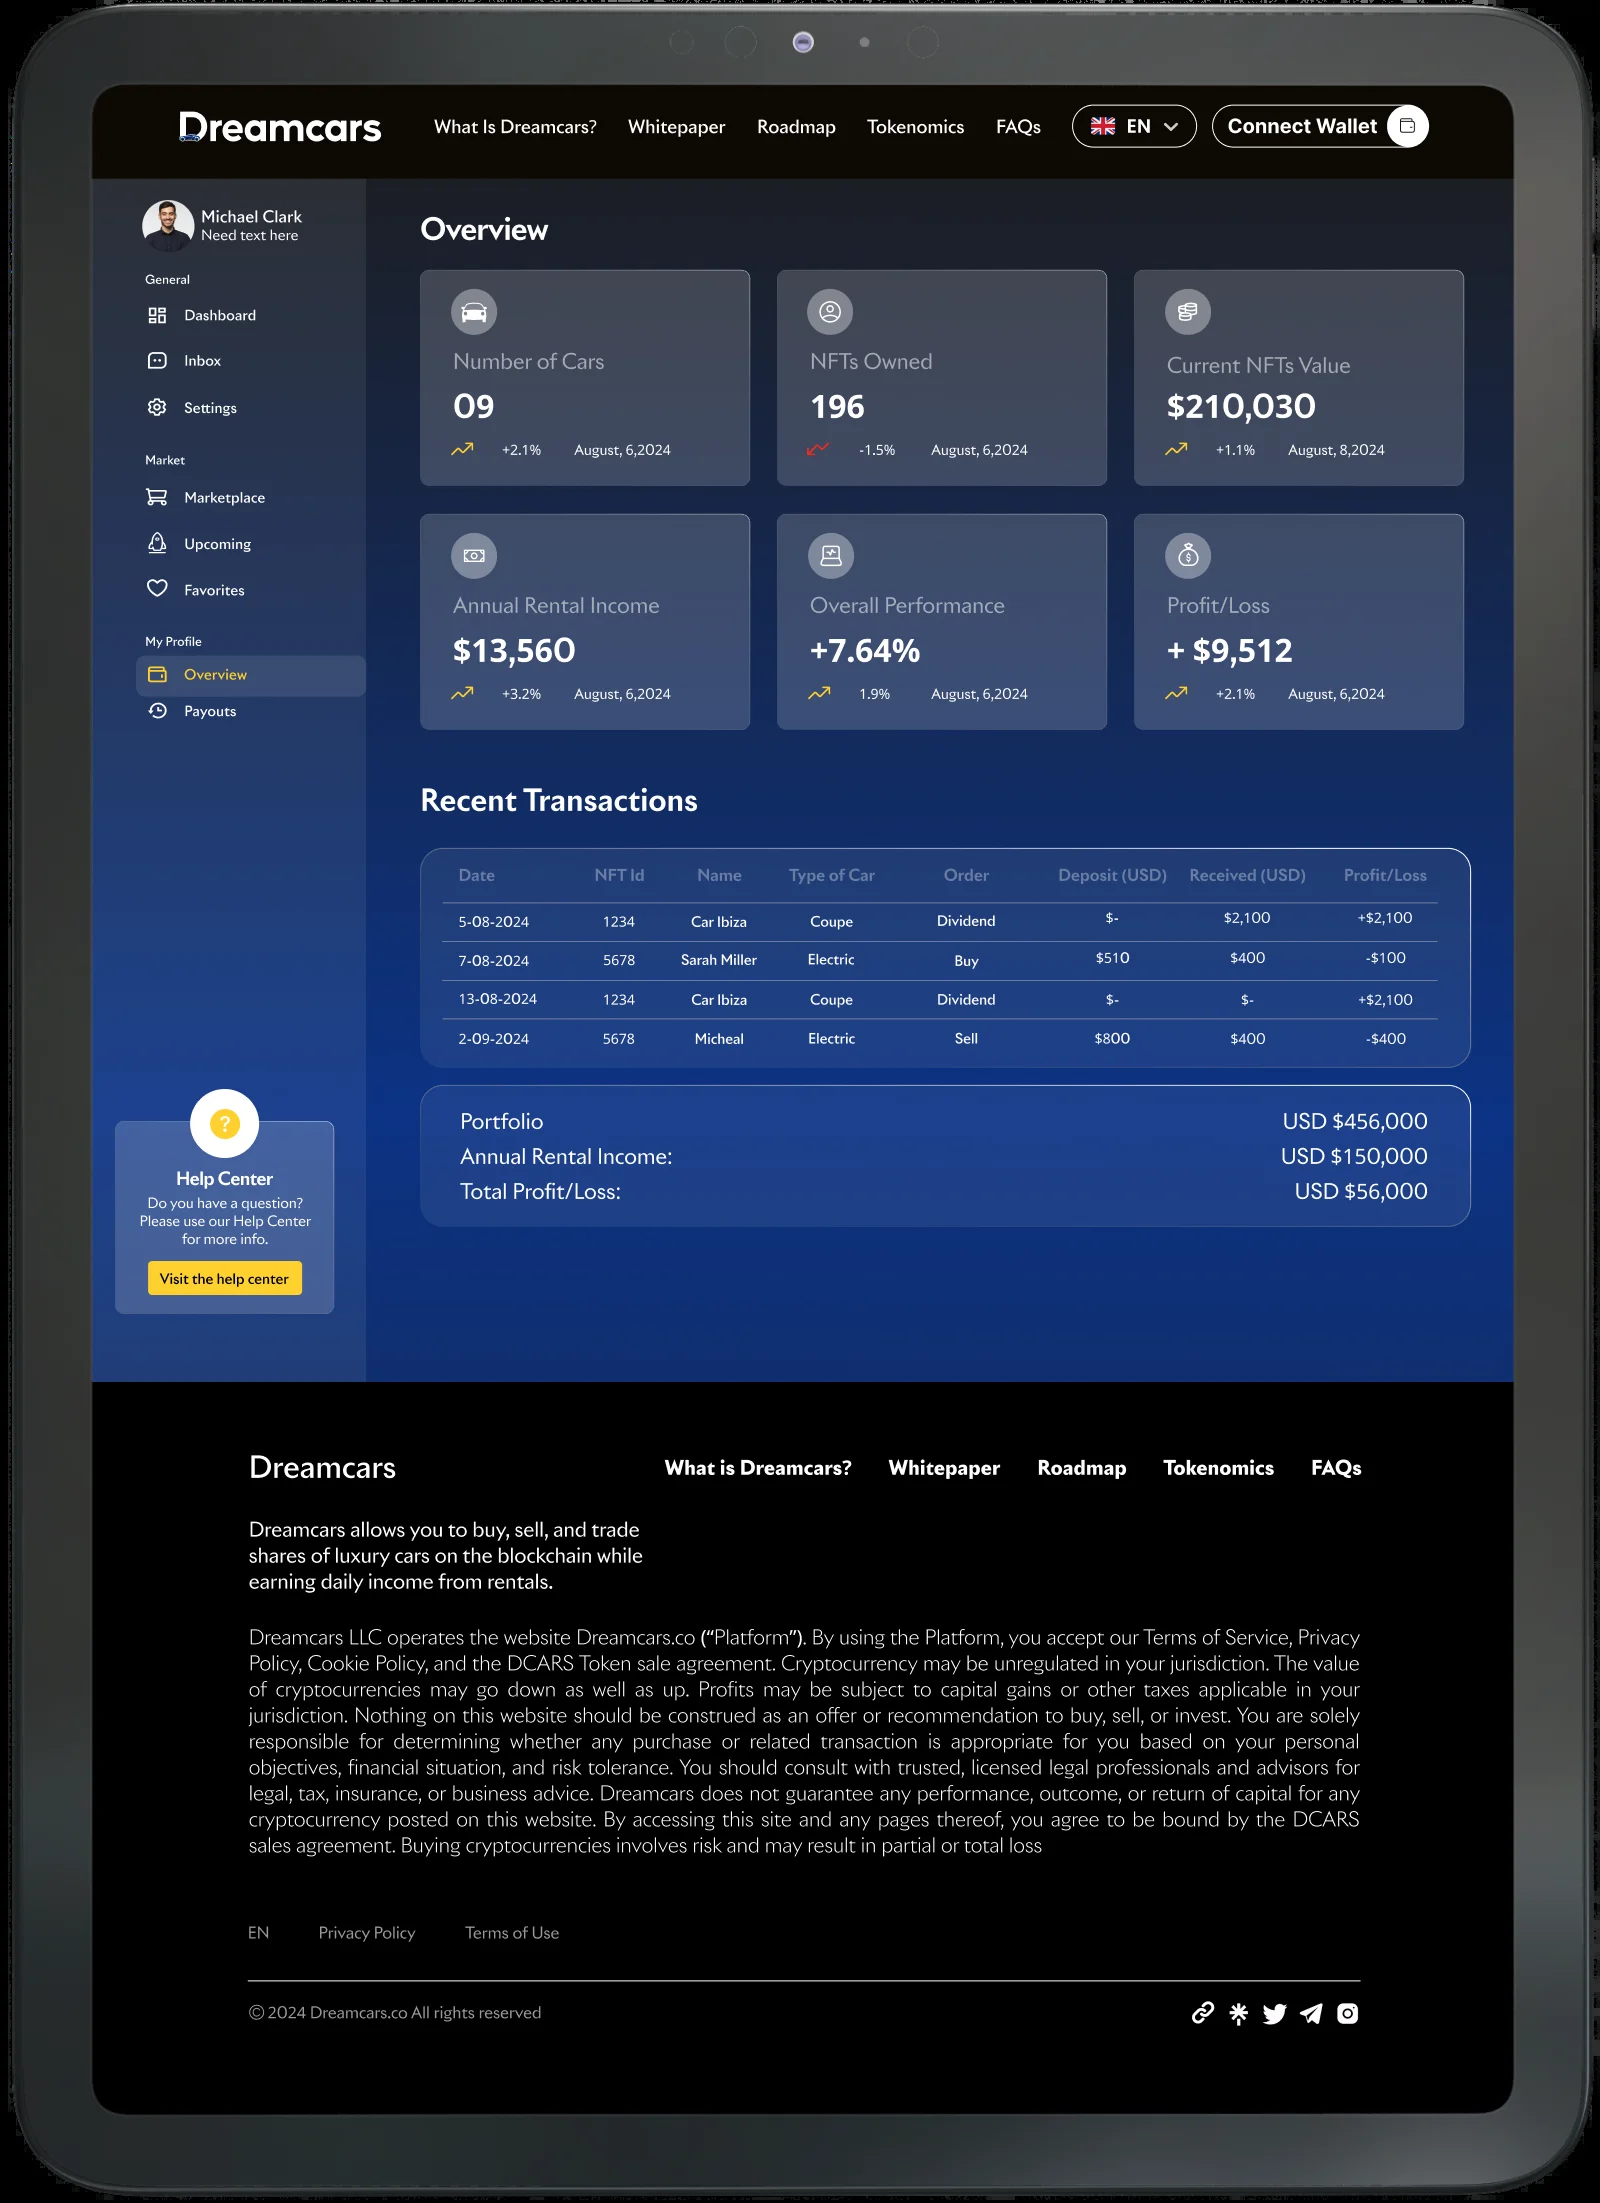 Dreamcars What Is Dreamcars? Whitepaper Roadmap Tokenomics FAQs EN Connect Wallet
Michael Clark
Need text here
General
Dashboard
Inbox
Settings
Market
Marketplace
Upcoming
Favorites
My Profile
Overview
Payouts
?
Help Center
Do you have a question?
Please use our Help Center
for more info.
Visit the help center
Overview
Number of Cars
09
+2.1% August, 6,2024
NFTs Owned
196
-1.5% August, 6,2024
Current NFTs Value
$210,030
+1.1% August, 8,2024
Annual Rental Income
$13,560
+3.2% August, 6,2024
Overall Performance
+7.64%
1.9% August, 6,2024
Profit/Loss
+ $9,512
+2.1% August, 6,2024
Recent Transactions
Date NFT Id Name Type of Car Order Deposit (USD) Received (USD) Profit/Loss
5-08-2024 1234 Car Ibiza Coupe Dividend $- $2,100 +$2,100
7-08-2024 5678 Sarah Miller Electric Buy $510 $400 -$100
13-08-2024 1234 Car Ibiza Coupe Dividend $- $- +$2,100
2-09-2024 5678 Micheal Electric Sell $800 $400 -$400
Portfolio USD $456,000
Annual Rental Income: USD $150,000
Total Profit/Loss: USD $56,000
Dreamcars What is Dreamcars? Whitepaper Roadmap Tokenomics FAQs
Dreamcars allows you to buy, sell, and trade
shares of luxury cars on the blockchain while
earning daily income from rentals.
Dreamcars LLC operates the website Dreamcars.co (“Platform”). By using the Platform, you accept our Terms of Service, Privacy
Policy, Cookie Policy, and the DCARS Token sale agreement. Cryptocurrency may be unregulated in your jurisdiction. The value
of cryptocurrencies may go down as well as up. Profits may be subject to capital gains or other taxes applicable in your
jurisdiction. Nothing on this website should be construed as an offer or recommendation to buy, sell, or invest. You are solely
responsible for determining whether any purchase or related transaction is appropriate for you based on your personal
objectives, financial situation, and risk tolerance. You should consult with trusted, licensed legal professionals and advisors for
legal, tax, insurance, or business advice. Dreamcars does not guarantee any performance, outcome, or return of capital for any
cryptocurrency posted on this website. By accessing this site and any pages thereof, you agree to be bound by the DCARS
sales agreement. Buying cryptocurrencies involves risk and may result in partial or total loss
EN Privacy Policy Terms of Use
© 2024 Dreamcars.co All rights reserved